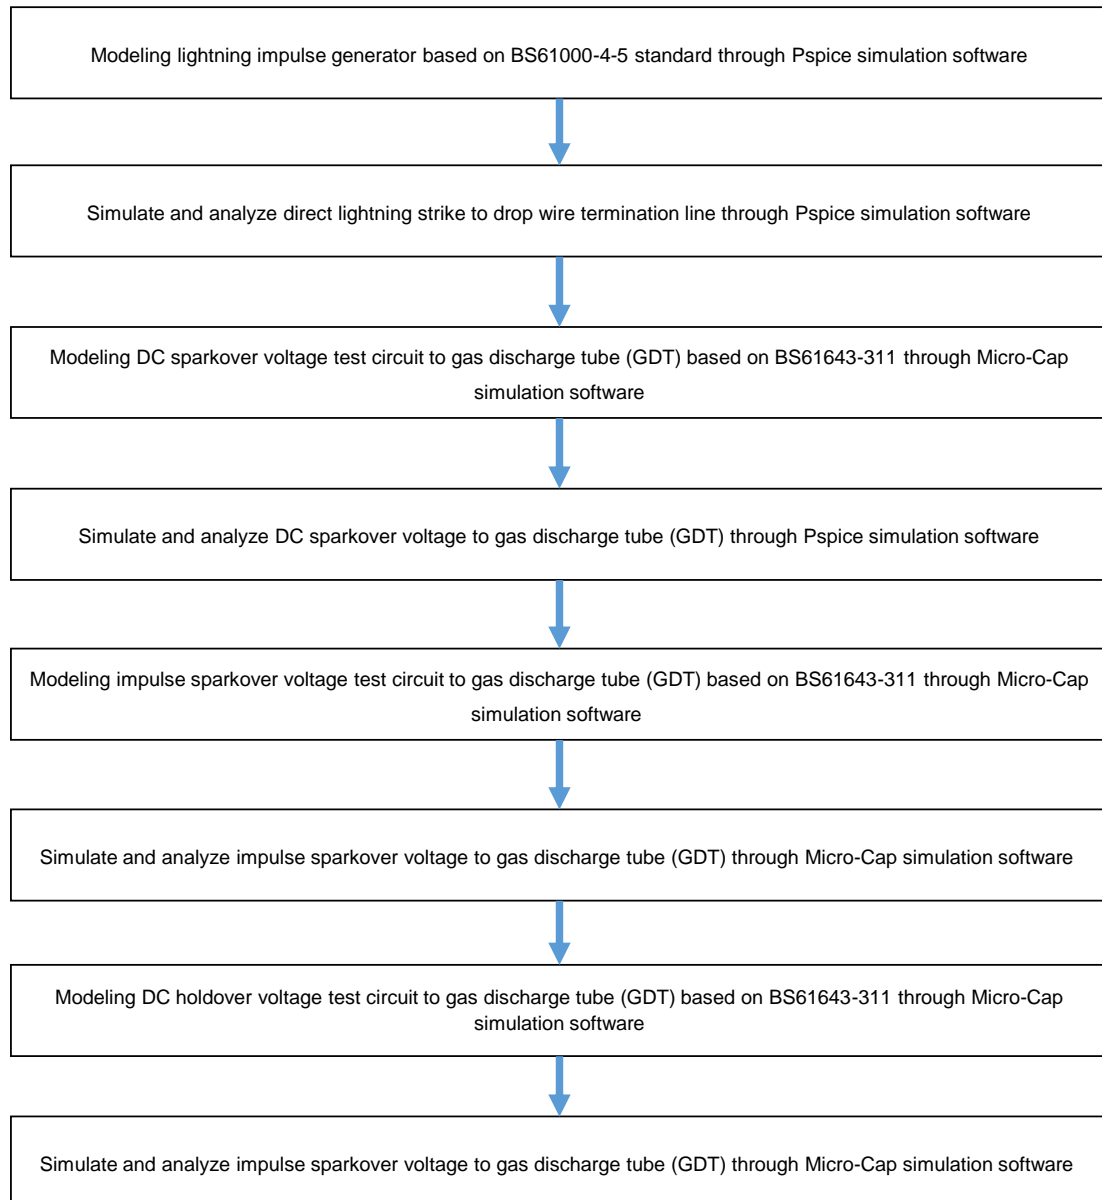 Modeling lightning impulse generator based on BS61000-4-5 standard through Pspice simulation software
Simulate and analyze direct lightning strike to drop wire termination line through Pspice simulation software
Modeling DC sparkover voltage test circuit to gas discharge tube (GDT) based on BS61643-311 through Micro-Cap
simulation software
Simulate and analyze DC sparkover voltage to gas discharge tube (GDT) through Pspice simulation software
Modeling impulse sparkover voltage test circuit to gas discharge tube (GDT) based on BS61643-311 through Micro-Cap
simulation software
Simulate and analyze impulse sparkover voltage to gas discharge tube (GDT) through Micro-Cap simulation software
Modeling DC holdover voltage test circuit to gas discharge tube (GDT) based on BS61643-311 through Micro-Cap
simulation software
Simulate and analyze impulse sparkover voltage to gas discharge tube (GDT) through Micro-Cap simulation software